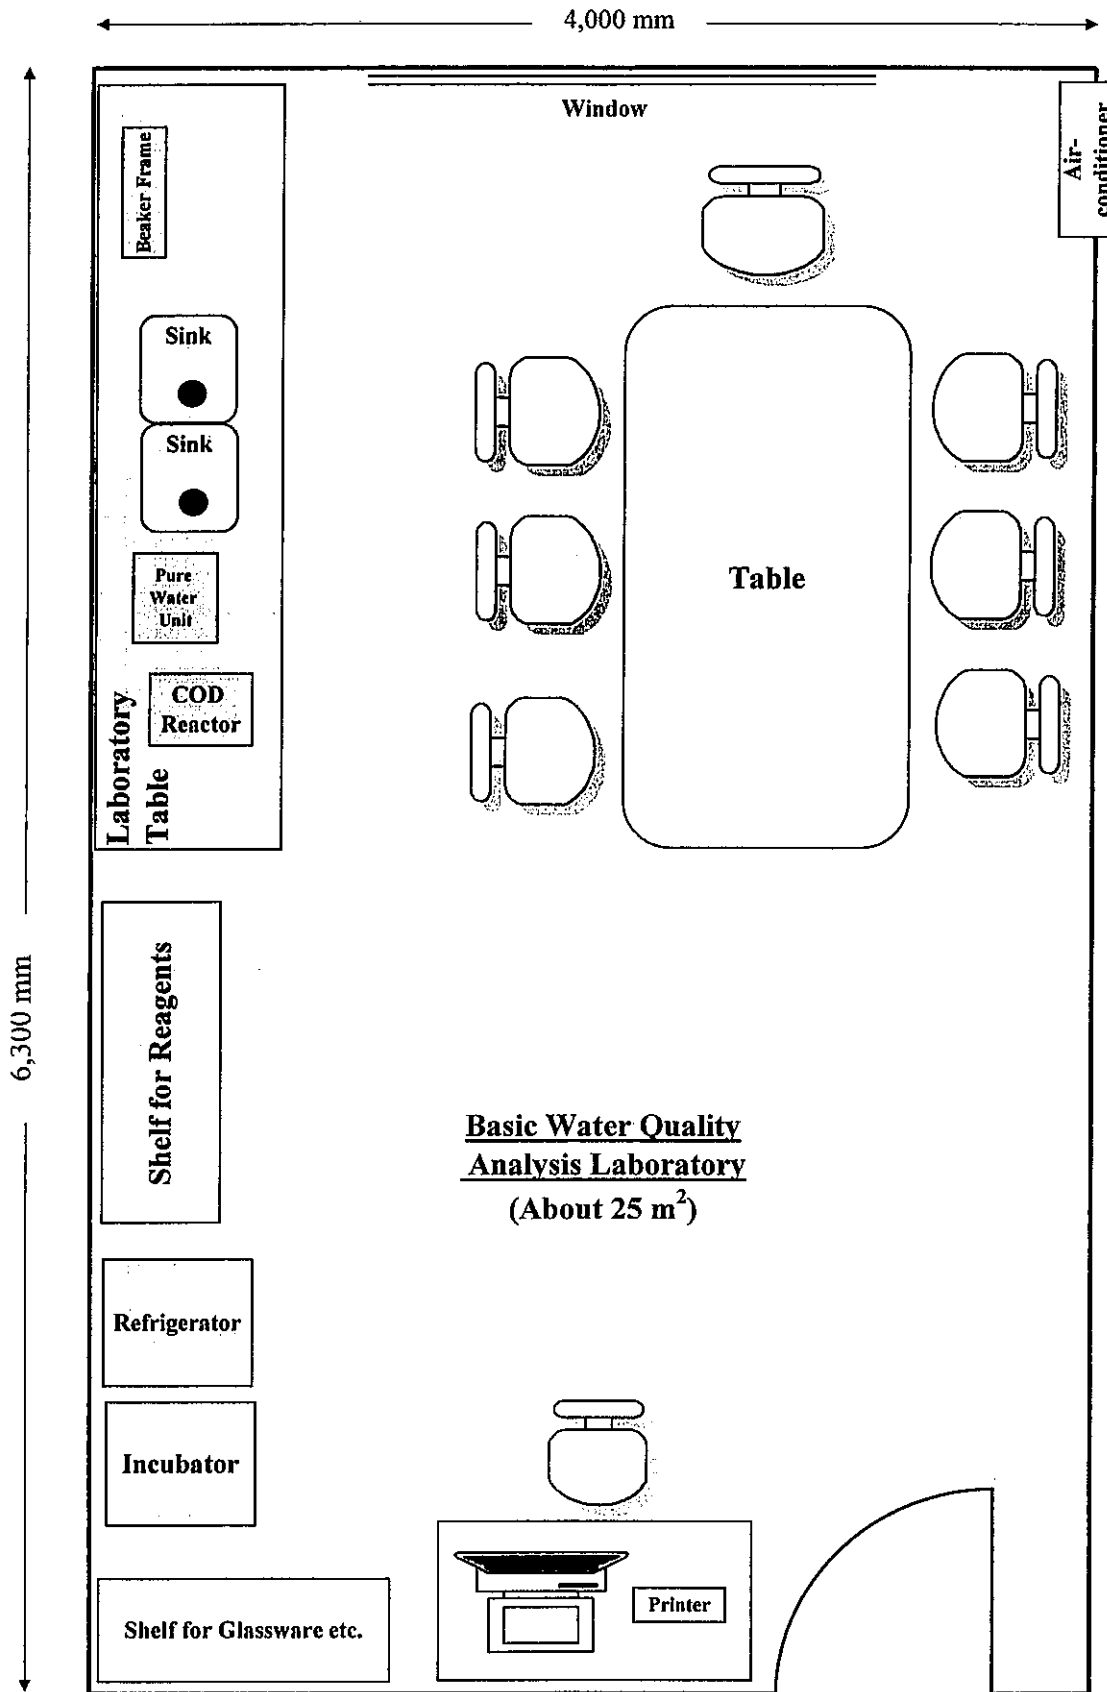 4,000 mm
Window
Air-
conditioner
Beaker Frame
Sink
Sink
Pure
Water
Unit
COD
Reactor
Laboratory
Table
Table
6,300 mm
Shelf for Reagents
Basic Water Quality
Analysis Laboratory
(About 25 m²)
Refrigerator
Incubator
Shelf for Glassware etc.
Printer